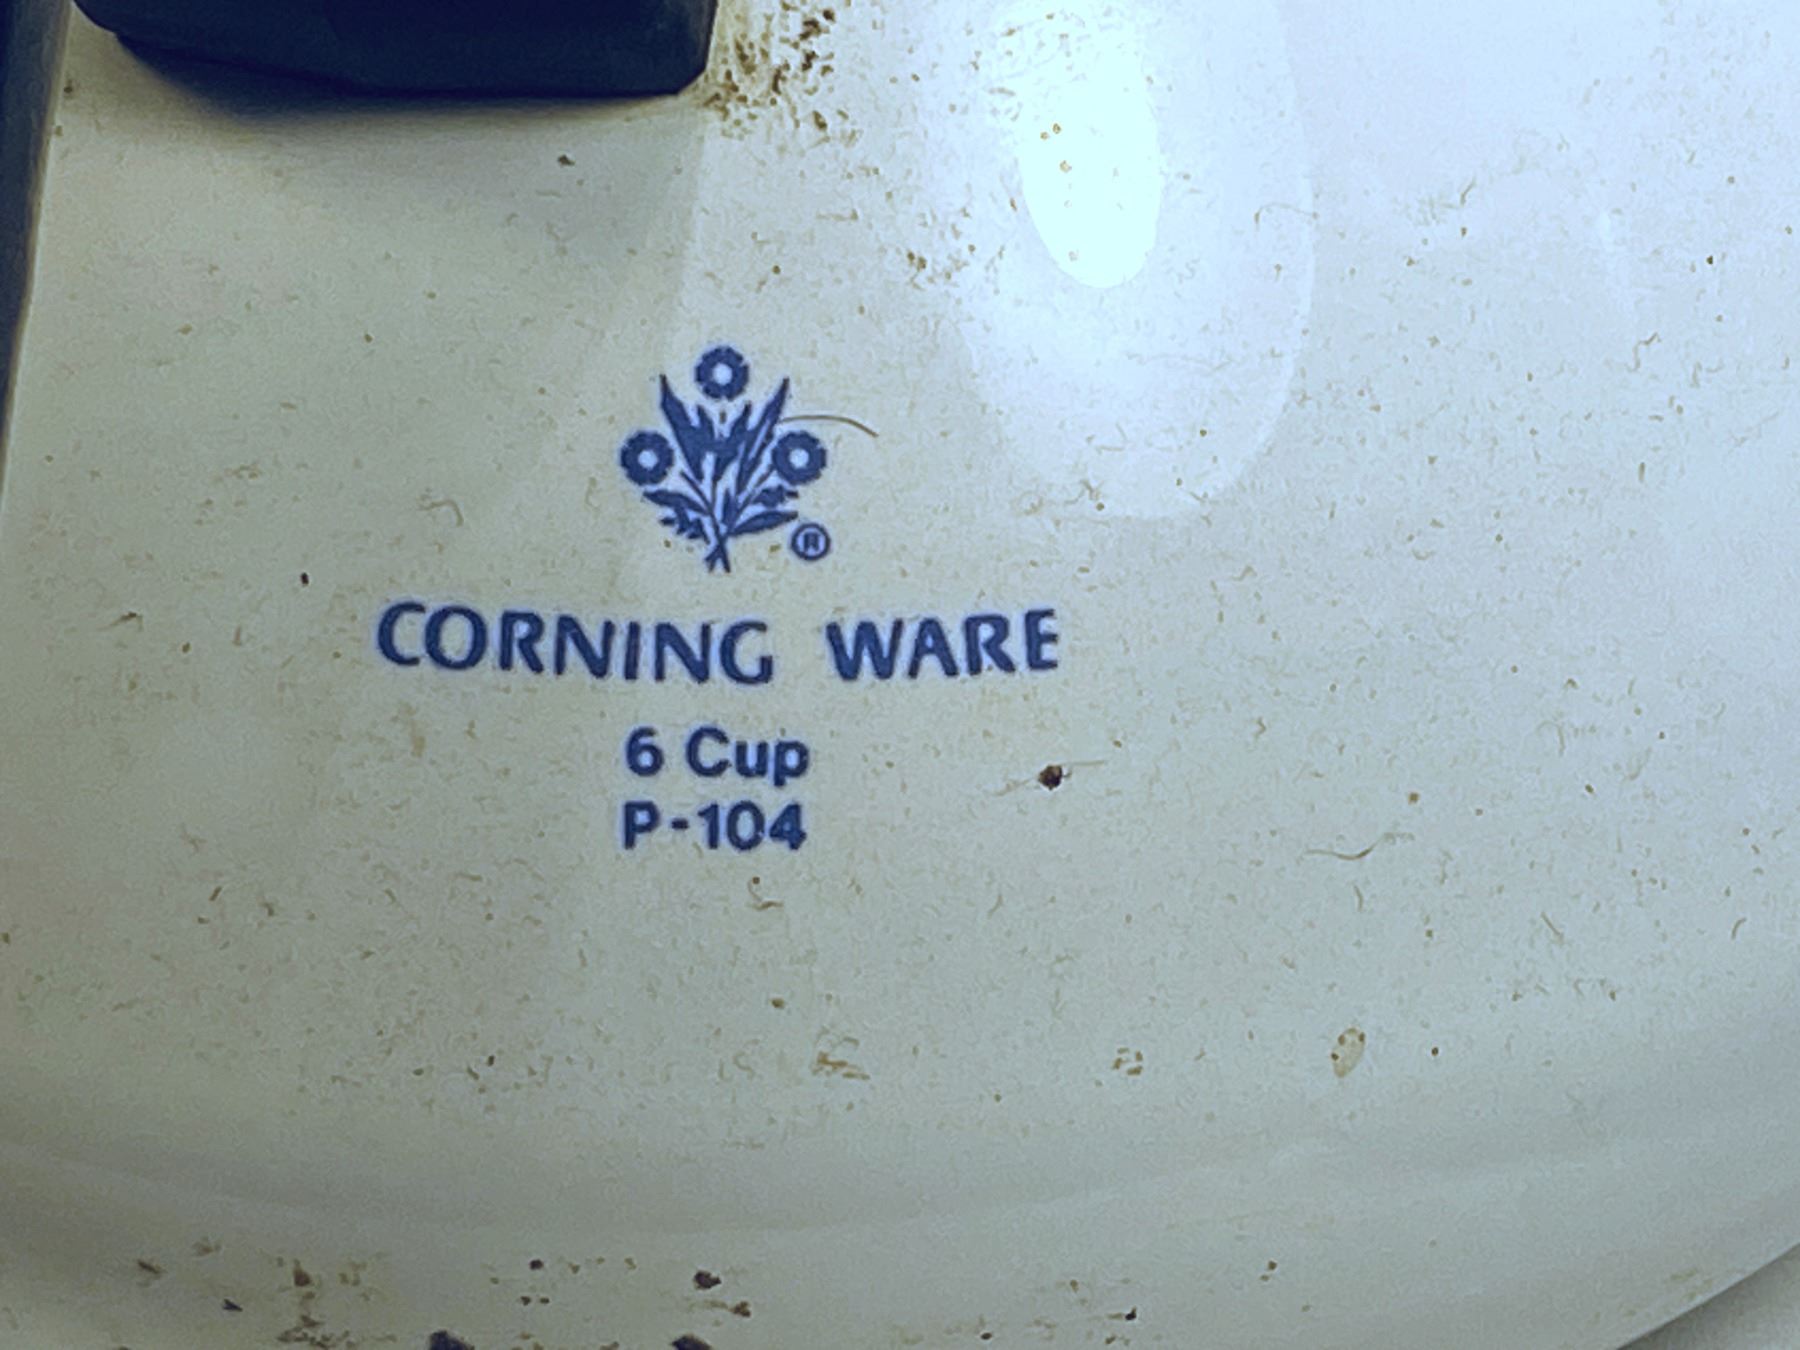 ®
CORNING WARE
6 Cup
P-104